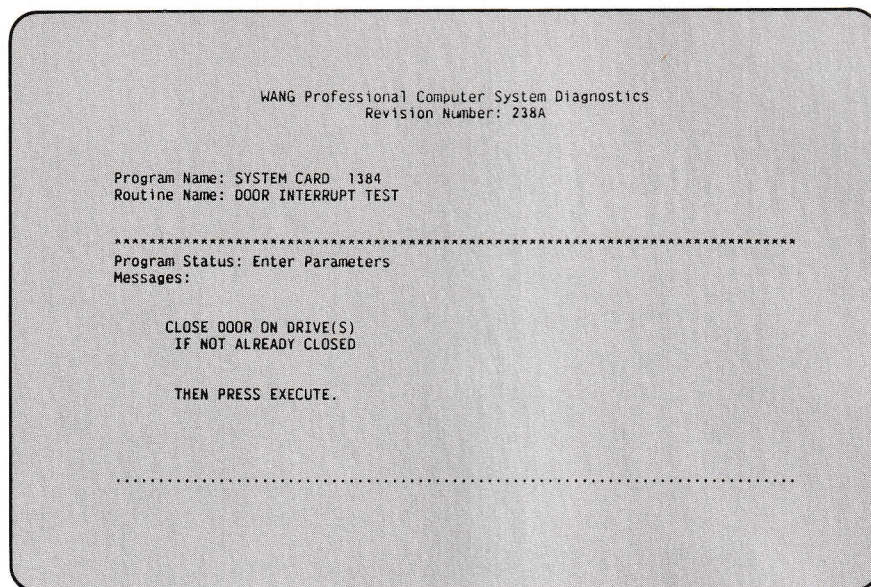 WANG Professional Computer System Diagnostics
Revision Number: 238A
Program Name: SYSTEM CARD 1384
Routine Name: DOOR INTERRUPT TEST
*******************************************************************************
Program Status: Enter Parameters
Messages:
CLOSE DOOR ON DRIVE(S)
IF NOT ALREADY CLOSED
THEN PRESS EXECUTE.
...............................................................................